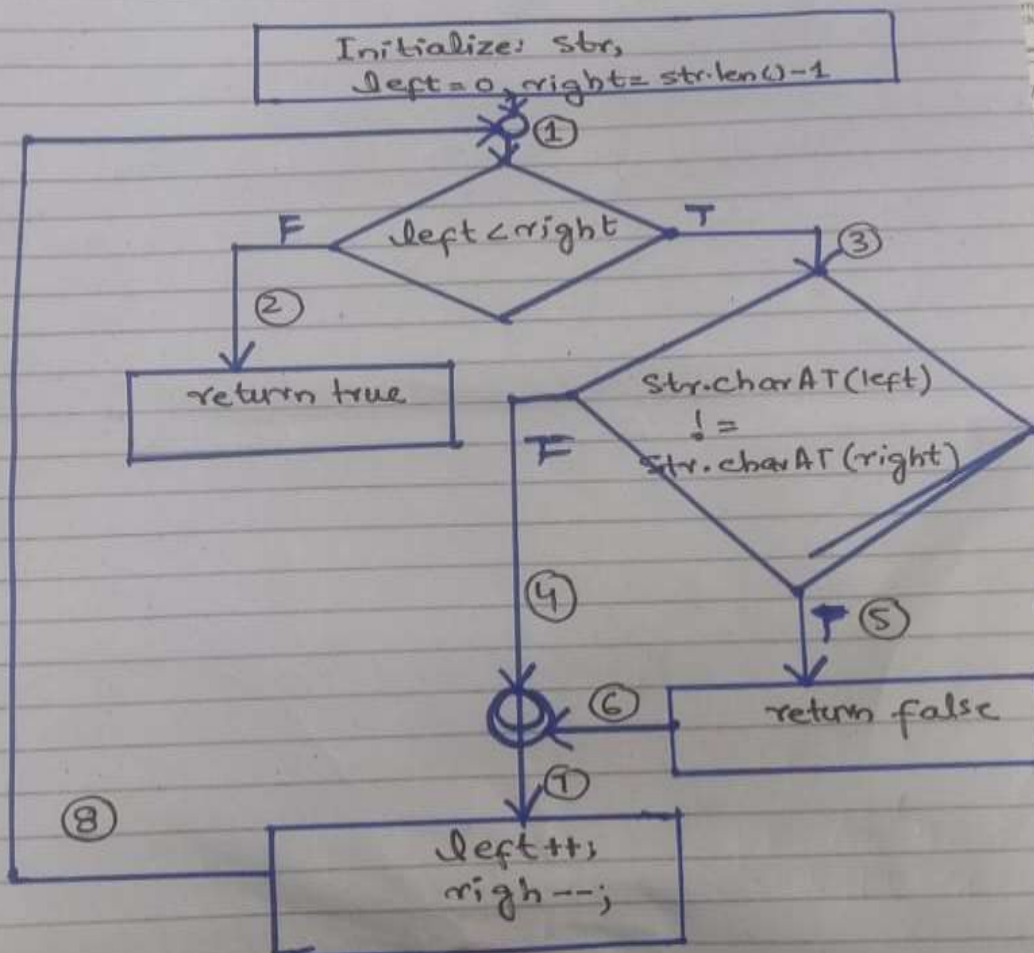 Initialize: str,
left = 0, right = str.len() - 1
①
F
left < right
T
③
②
return true
str.charAT(left)
! =
str.charAT(right)
F
④
T ⑤
⑥
return false
⑦
⑧
left ++;
righ --;